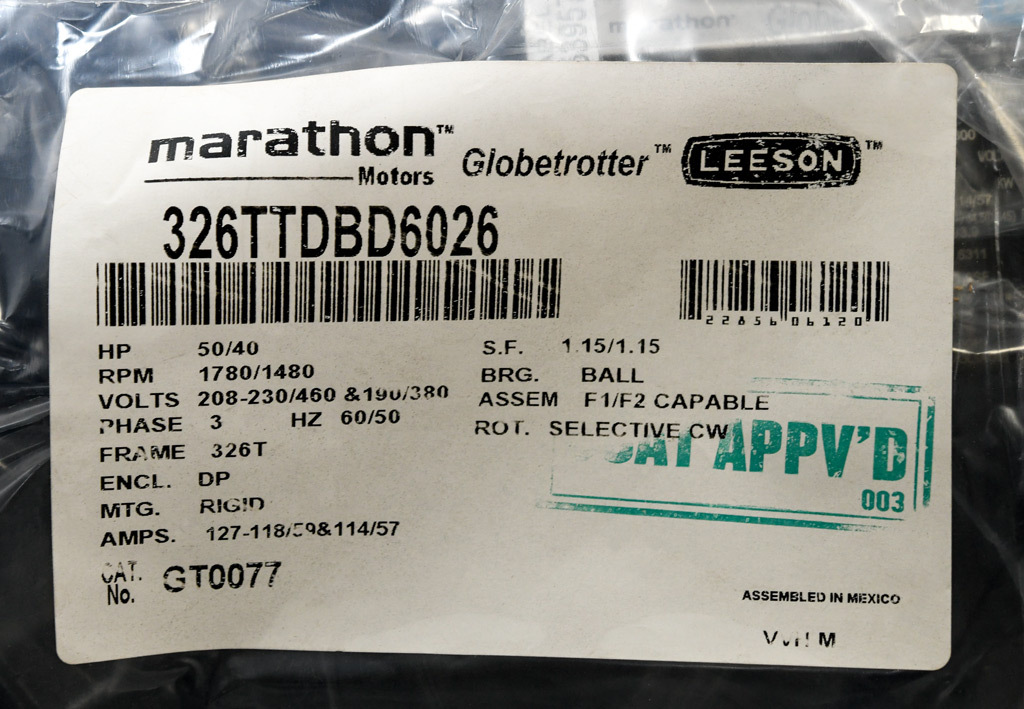 marathon™
Motors
Globetrotter™
LEESON™
326TTDBD6026
22856 06120
HP 50/40
RPM 1780/1480
VOLTS 208-230/460 &190/380
PHASE 3 HZ 60/50
FRAME 326T
ENCL. DP
MTG. RIGID
AMPS. 127-118/59&114/57
CAT. No. GT0077
S.F. 1.15/1.15
BRG. BALL
ASSEM F1/F2 CAPABLE
ROT. SELECTIVE CW
APPV'D
003
ASSEMBLED IN MEXICO